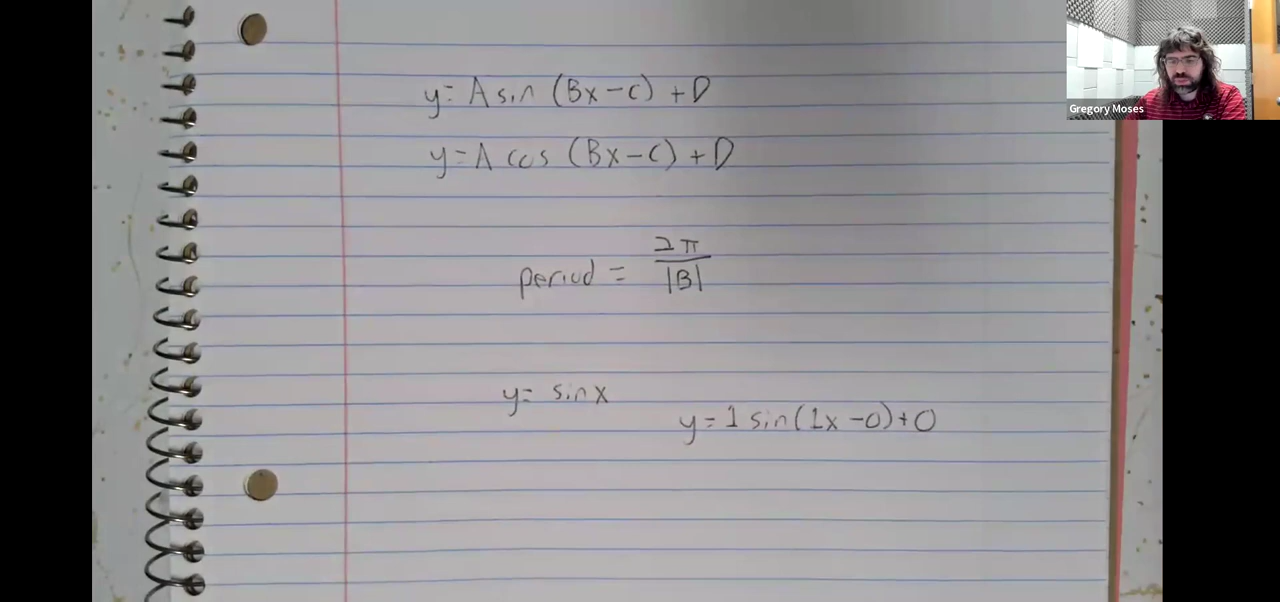 Gregory Moses
y = A sin (Bx - C) + D
y = A cos (Bx - C) + D
period = 2π / |B|
y = sin x
y = 1 sin(1x - 0) + 0